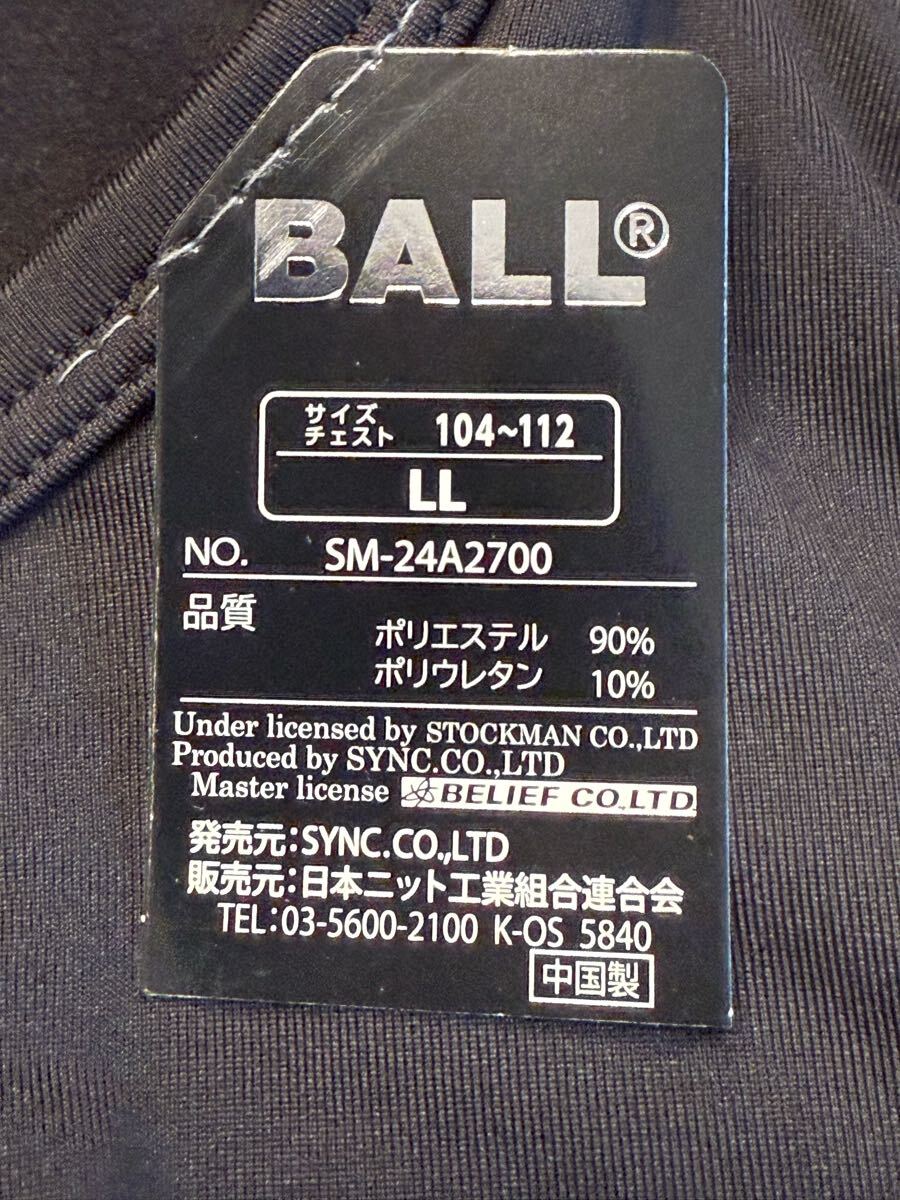 BALL®
サイズ
チェスト 104~112
LL
NO. SM-24A2700
品質
ポリエステル 90%
ポリウレタン 10%
Under licensed by STOCKMAN CO.,LTD
Produced by SYNC.CO.,LTD
Master license BELIEF CO.LTD.
発売元:SYNC.CO.,LTD
販売元:日本ニット工業組合連合会
TEL:03-5600-2100 K-OS 5840
中国製